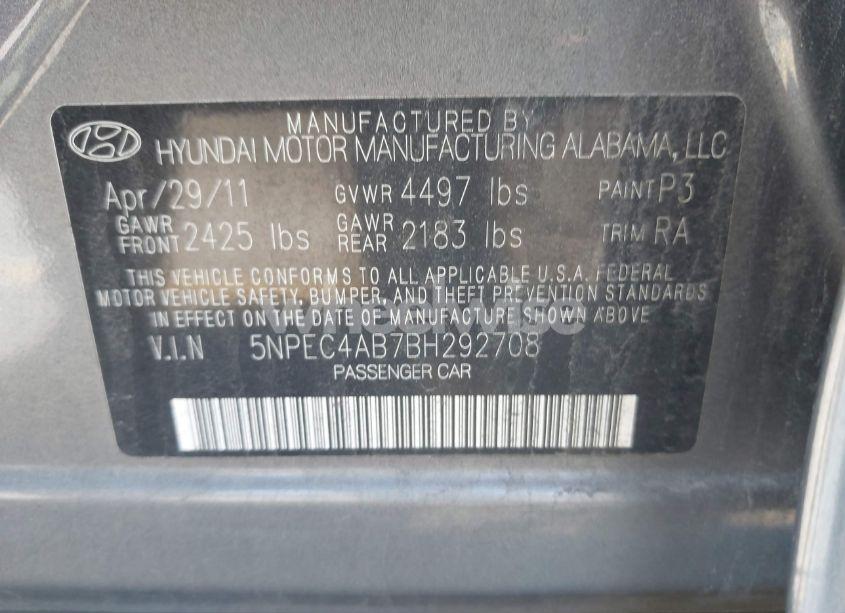 MANUFACTURED BY
HYUNDAI MOTOR MANUFACTURING ALABAMA, LLC
Apr/29/11 GVWR 4497 lbs PAINT P3
GAWR FRONT 2425 lbs GAWR REAR 2183 lbs TRIM RA
THIS VEHICLE CONFORMS TO ALL APPLICABLE U.S.A. FEDERAL
MOTOR VEHICLE SAFETY, BUMPER, AND THEFT PREVENTION STANDARDS
IN EFFECT ON THE DATE OF MANUFACTURE SHOWN ABOVE
V.I.N 5NPEC4AB7BH292708
PASSENGER CAR